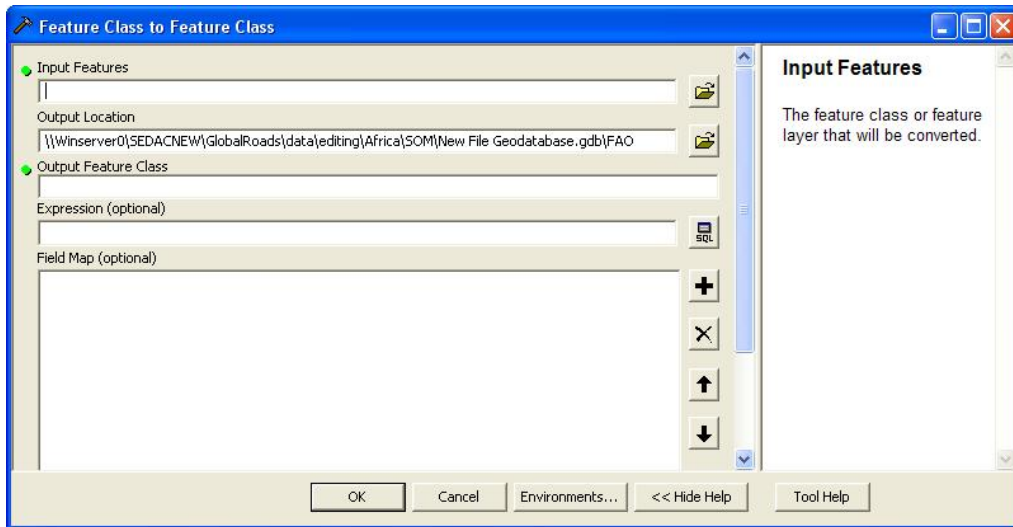 Feature Class to Feature Class
Input Features
Output Location
\\Winserver0\SEDACNEW\GlobalRoads\data\editing\Africa\SOM\New File Geodatabase.gdb\FAO
Output Feature Class
Expression (optional)
SQL
Field Map (optional)
OK
Cancel
Environments...
<< Hide Help
Tool Help
Input Features
The feature class or feature
layer that will be converted.